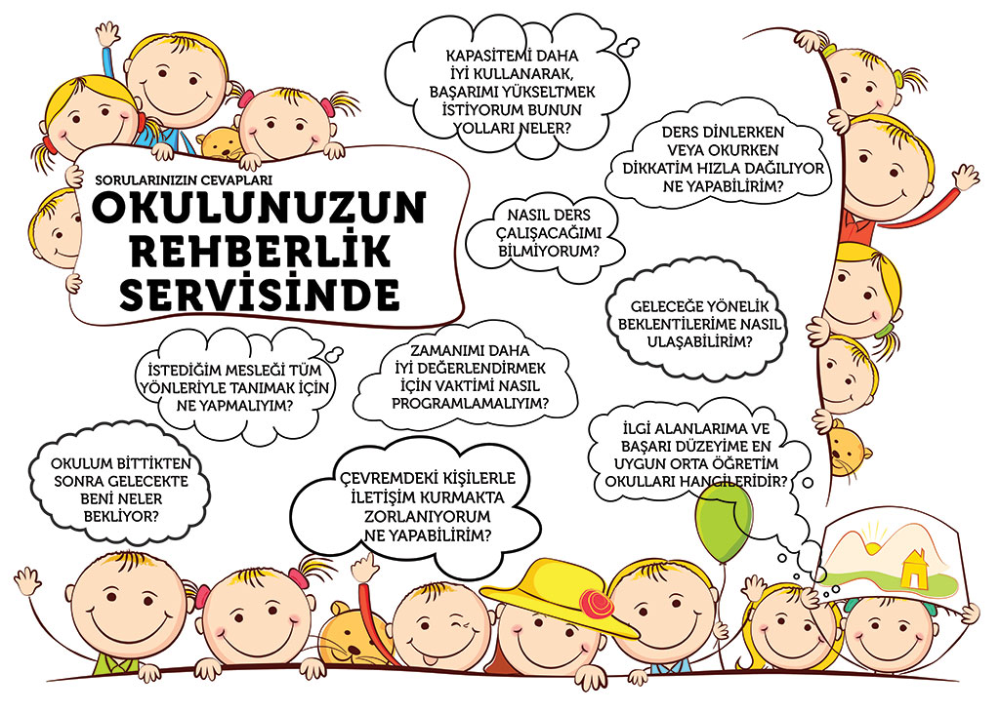 SORULARINIZIN CEVAPLARI
OKULUNUZUN
REHBERLİK
SERVİSİNDE
KAPASİTEMİ DAHA
İYİ KULLANARAK,
BAŞARIMI YÜKSELTMEK
İSTİYORUM BUNUN
YOLLARI NELER?
DERS DİNLERKEN
VEYA OKURKEN
DİKKATİM HIZLA DAĞILIYOR
NE YAPABİLİRİM?
NASIL DERS
ÇALIŞACAĞIMI
BİLMİYORUM?
GELECEĞE YÖNELİK
BEKLENTİLERİME NASIL
ULAŞABİLİRİM?
İSTEDİĞİM MESLEĞİ TÜM
YÖNLERİYLE TANIMAK İÇİN
NE YAPMALIYIM?
ZAMANIMI DAHA
İYİ DEĞERLENDİRMEK
İÇİN VAKTİMİ NASIL
PROGRAMLAMALIYIM?
OKULUM BİTTİKTEN
SONRA GELECEKTE
BENİ NELER
BEKLİYOR?
ÇEVREMDEKİ KİŞİLERLE
İLETİŞİM KURMAKTA
ZORLANIYORUM
NE YAPABİLİRİM?
İLGİ ALANLARIMA VE
BAŞARI DÜZEYİME EN
UYGUN ORTA ÖĞRETİM
OKULLARI HANGİLERİDİR?